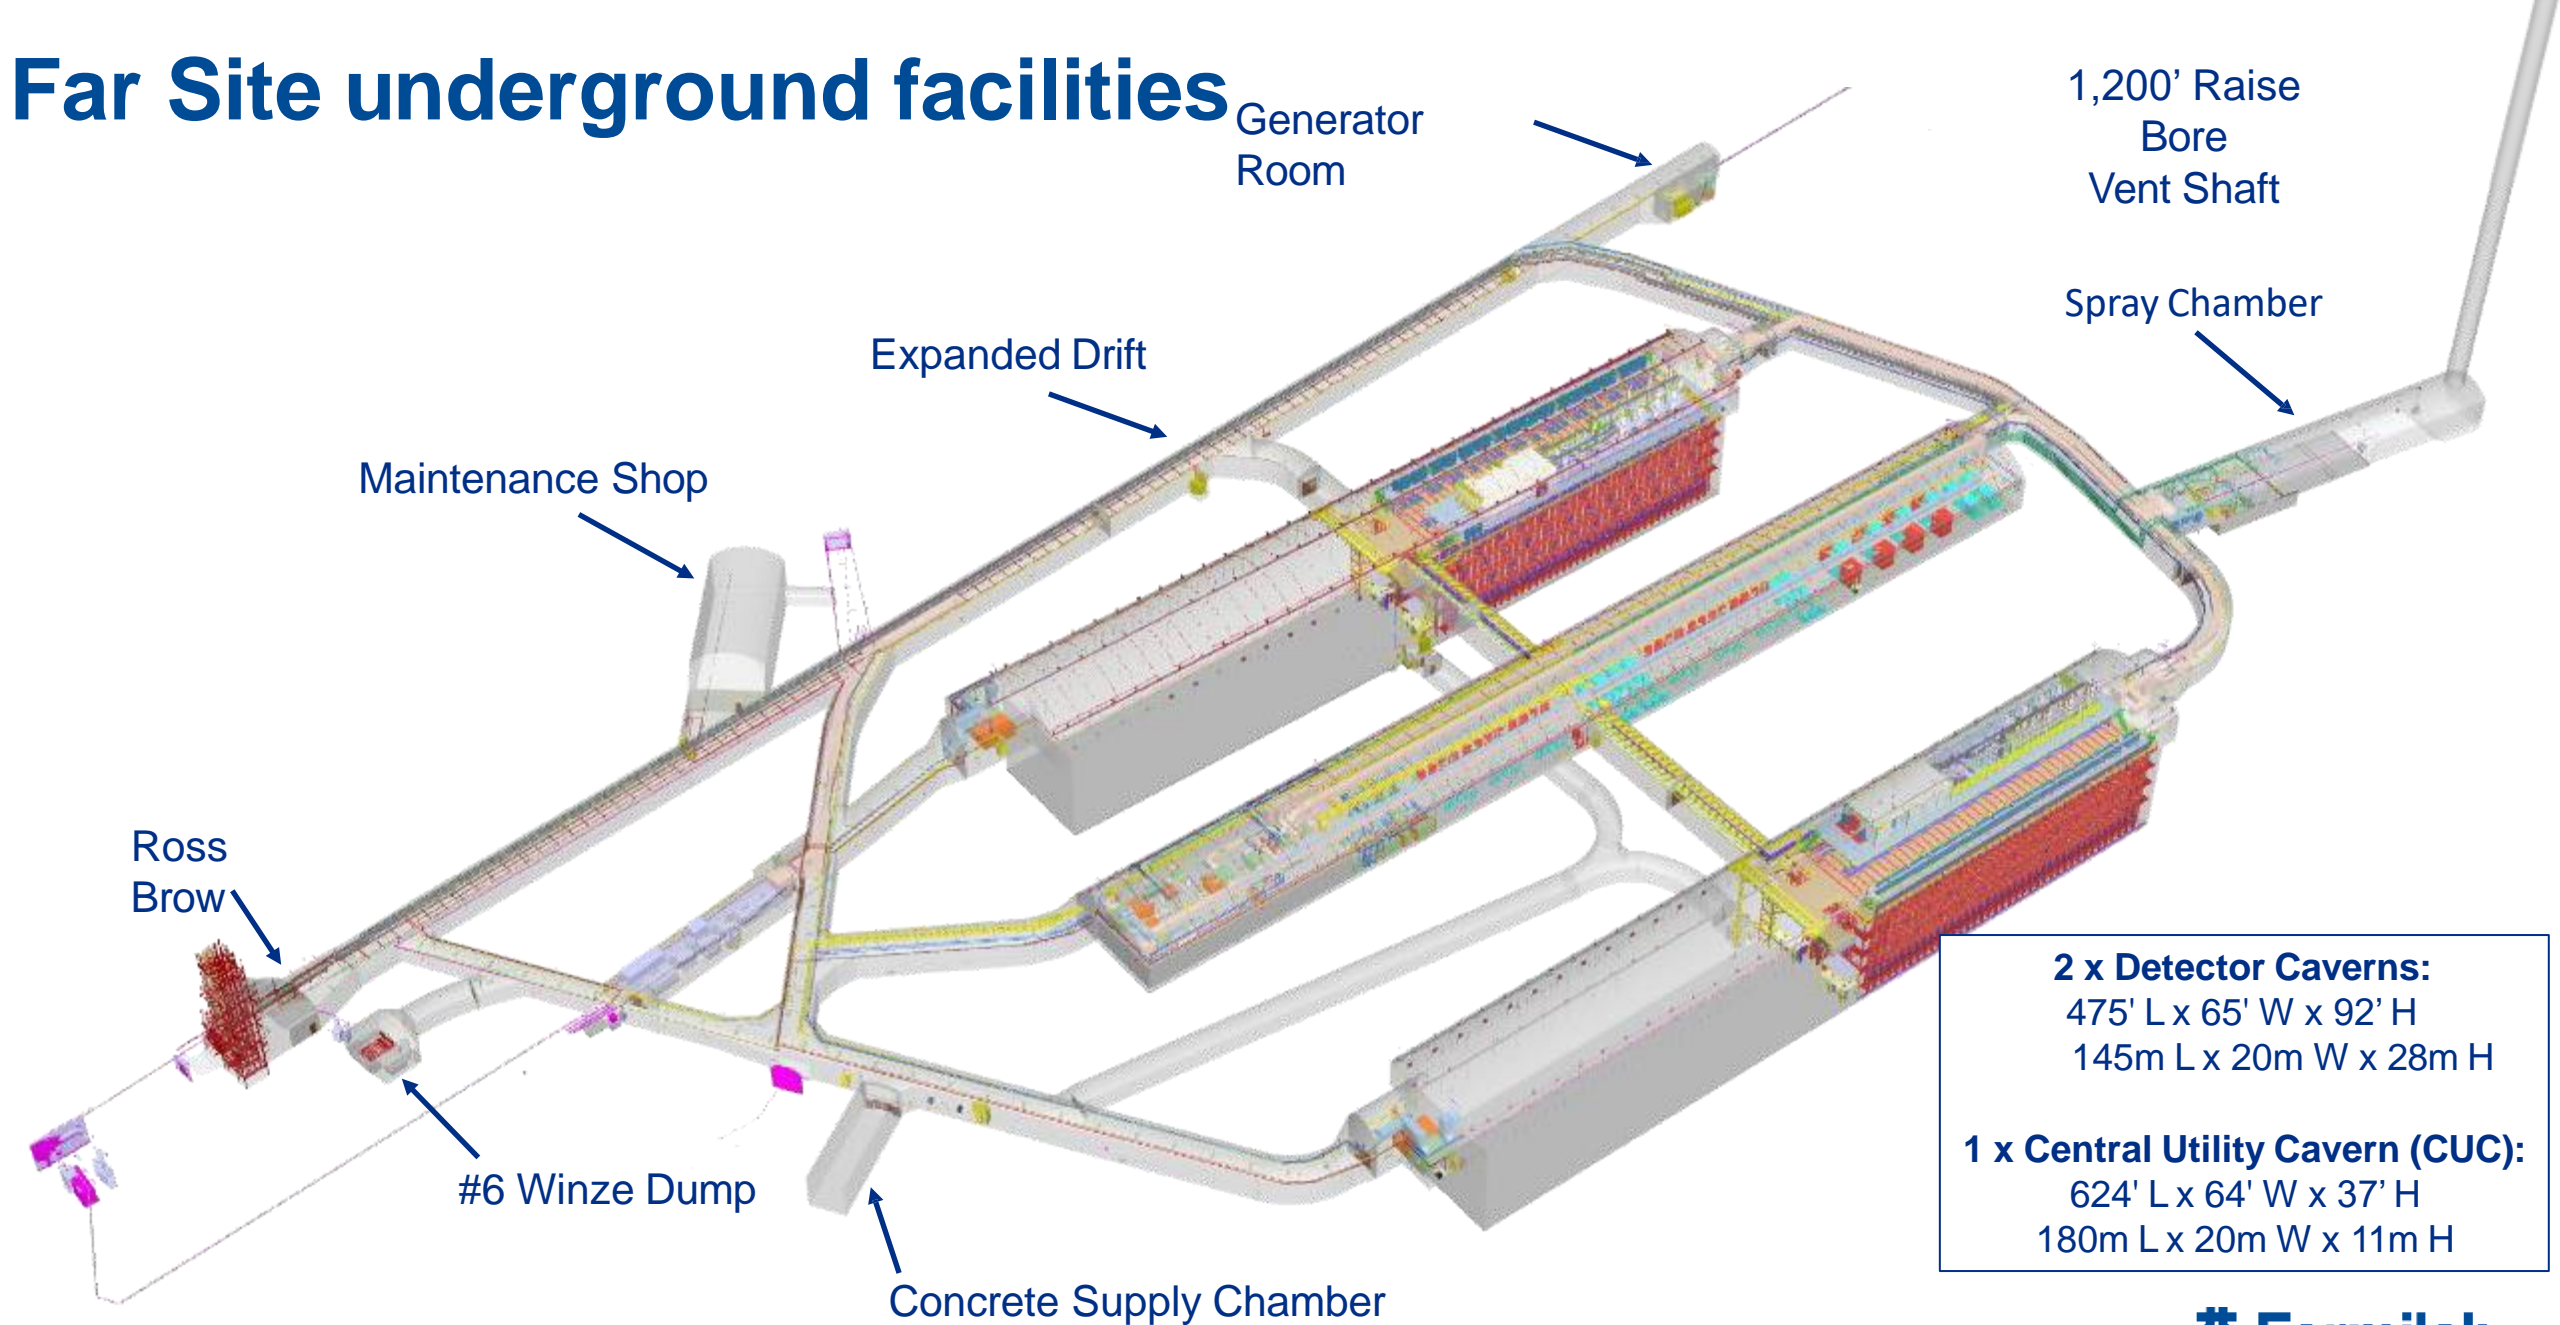 Far Site underground facilities
Generator
Room
1,200’ Raise
Bore
Vent Shaft
Spray Chamber
Expanded Drift
Maintenance Shop
Ross
Brow
#6 Winze Dump
Concrete Supply Chamber
2 x Detector Caverns:
475' L x 65' W x 92’ H
145m L x 20m W x 28m H
1 x Central Utility Cavern (CUC):
624' L x 64' W x 37’ H
180m L x 20m W x 11m H
Fermilab